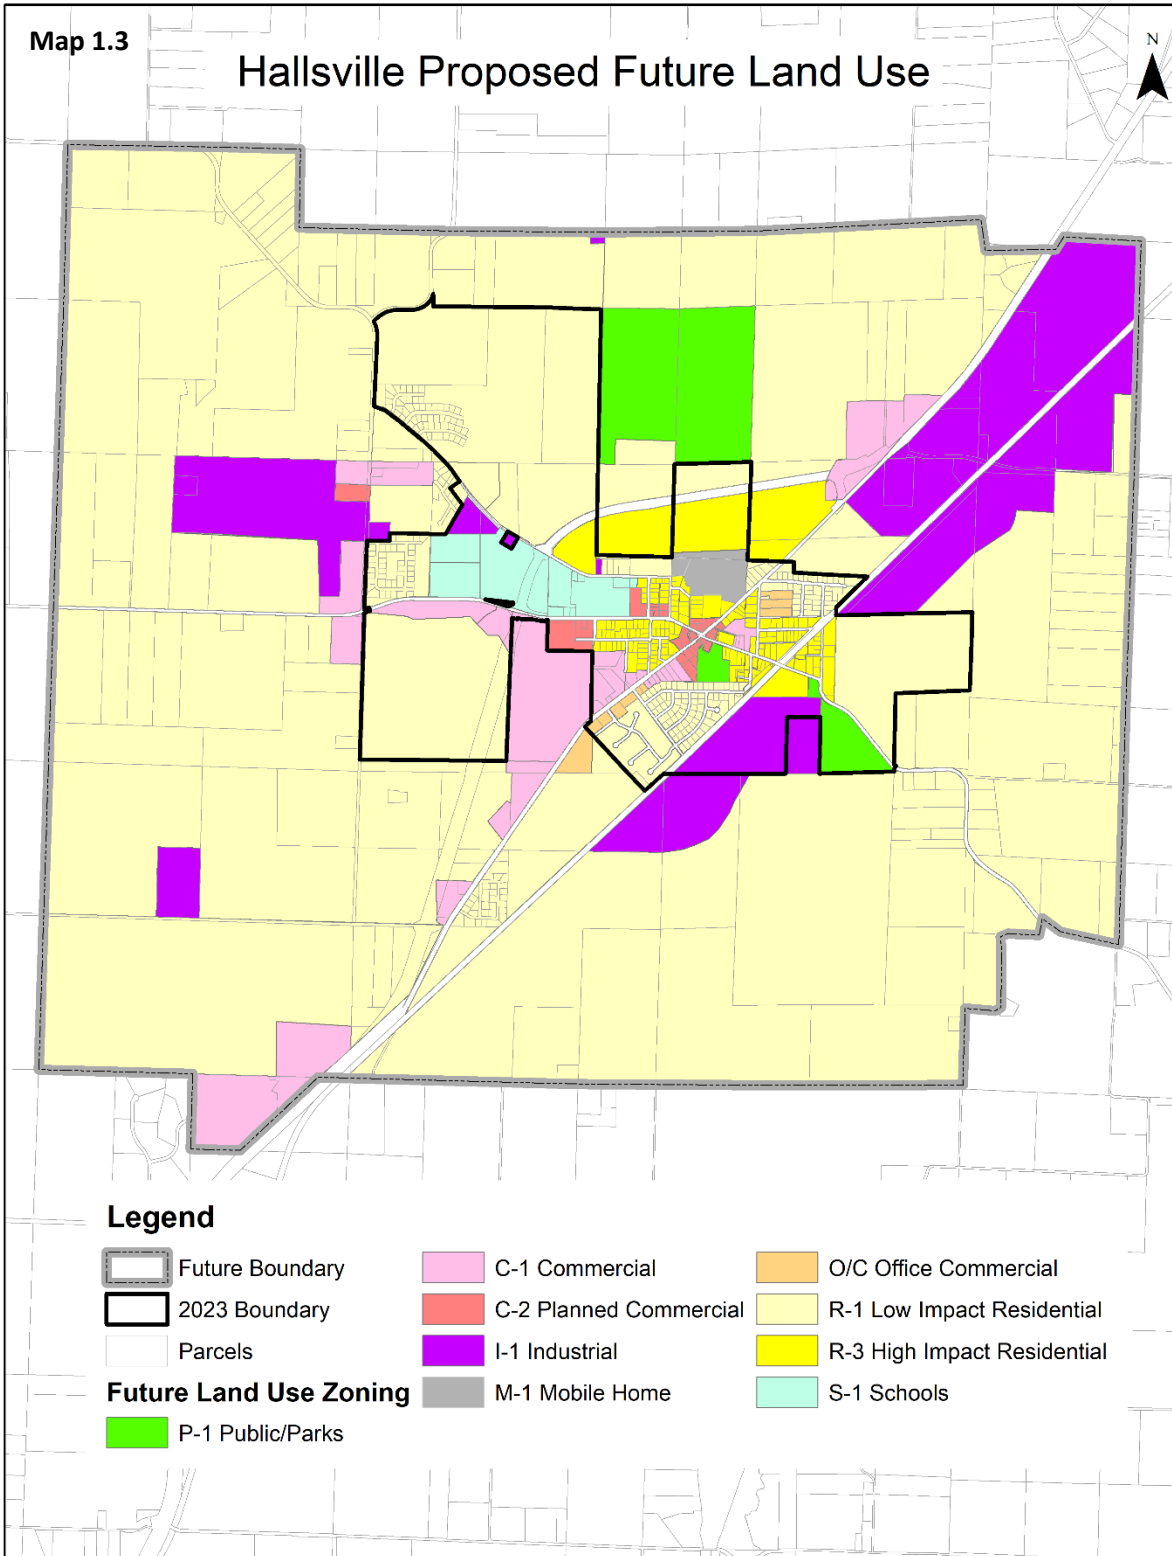 Map 1.3
N
Hallsville Proposed Future Land Use
Legend
Future Boundary
2023 Boundary
Parcels
Future Land Use Zoning
P-1 Public/Parks
C-1 Commercial
C-2 Planned Commercial
I-1 Industrial
M-1 Mobile Home
O/C Office Commercial
R-1 Low Impact Residential
R-3 High Impact Residential
S-1 Schools